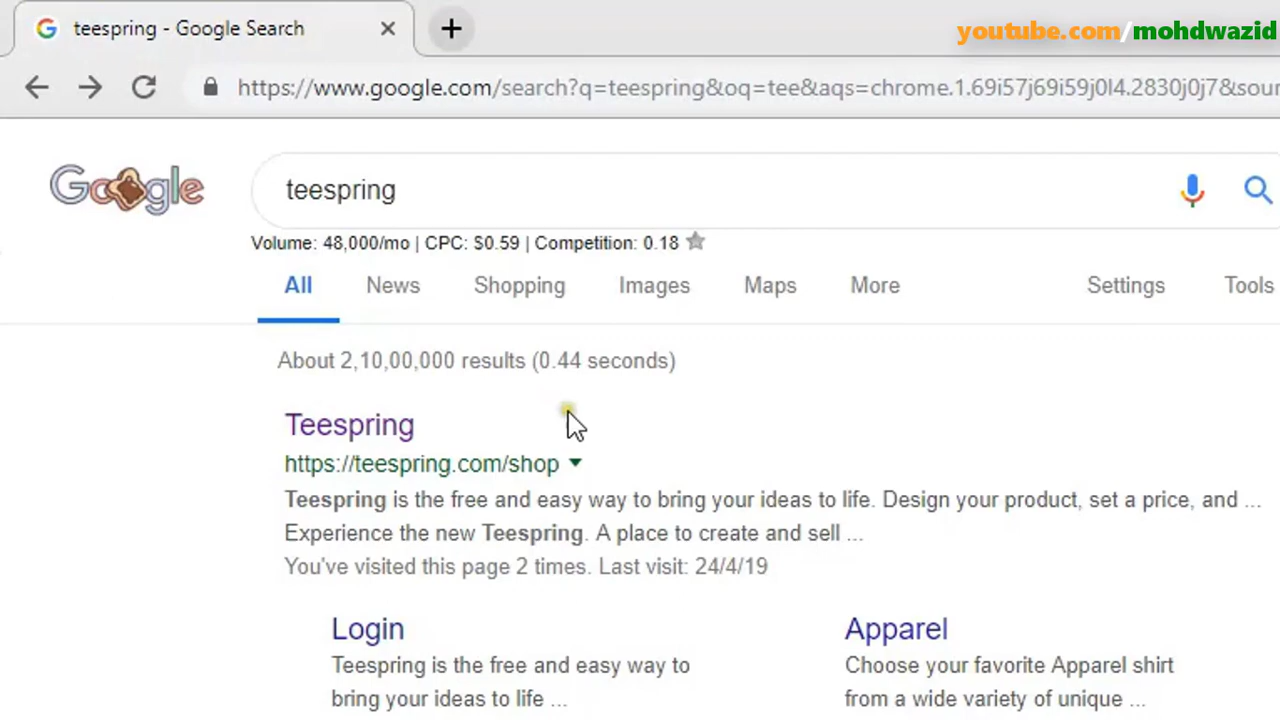 teespring - Google Search
youtube.com/mohdwazid
https://www.google.com/search?q=teespring&oq=tee&aqs=chrome.1.69i57j69i59j0l4.2830j0j7&sour
Google
teespring
Volume: 48,000/mo | CPC: $0.59 | Competition: 0.18
All News Shopping Images Maps More Settings Tools
About 2,10,00,000 results (0.44 seconds)
Teespring
https://teespring.com/shop
Teespring is the free and easy way to bring your ideas to life. Design your product, set a price, and ...
Experience the new Teespring. A place to create and sell ...
You've visited this page 2 times. Last visit: 24/4/19
Login
Teespring is the free and easy way to
bring your ideas to life ...
Apparel
Choose your favorite Apparel shirt
from a wide variety of unique ...